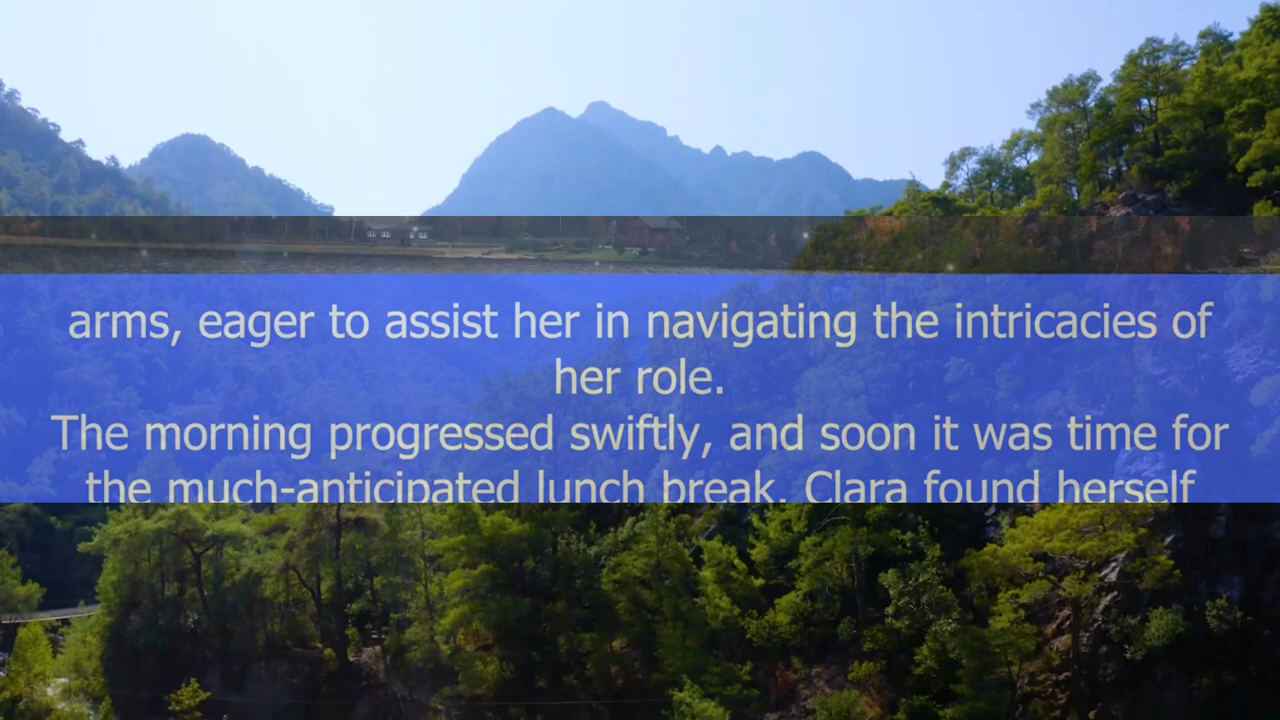 arms, eager to assist her in navigating the intricacies of
her role.
The morning progressed swiftly, and soon it was time for
the much-anticipated lunch break. Clara found herself